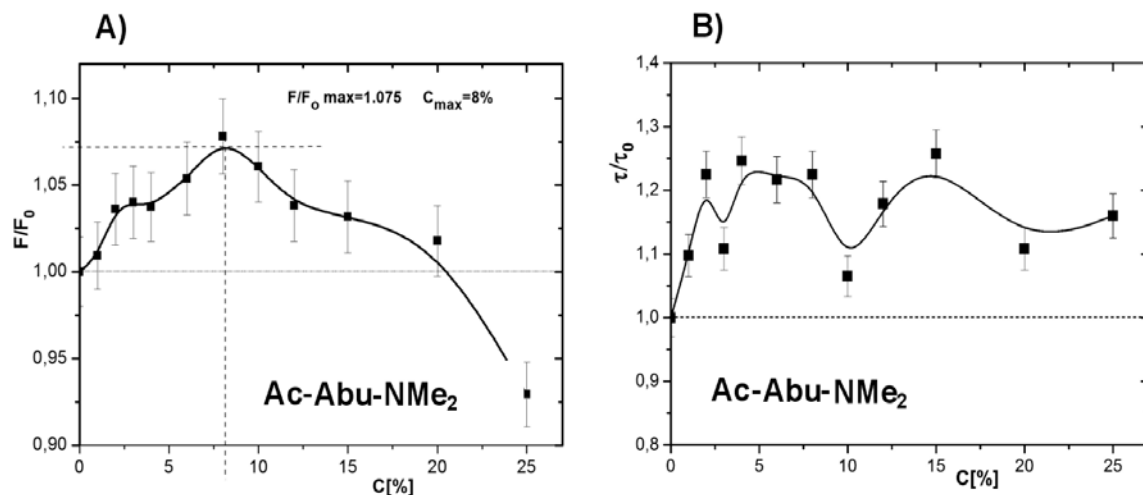 A)
F/F₀ max=1.075 C_max=8%
1,10
1,05
1,00
0,95
0,90
F/F₀
Ac-Abu-NMe₂
0 5 10 15 20 25
C[%]
B)
1,4
1,3
1,2
1,1
1,0
0,9
0,8
τ/τ₀
Ac-Abu-NMe₂
0 5 10 15 20 25
C[%]